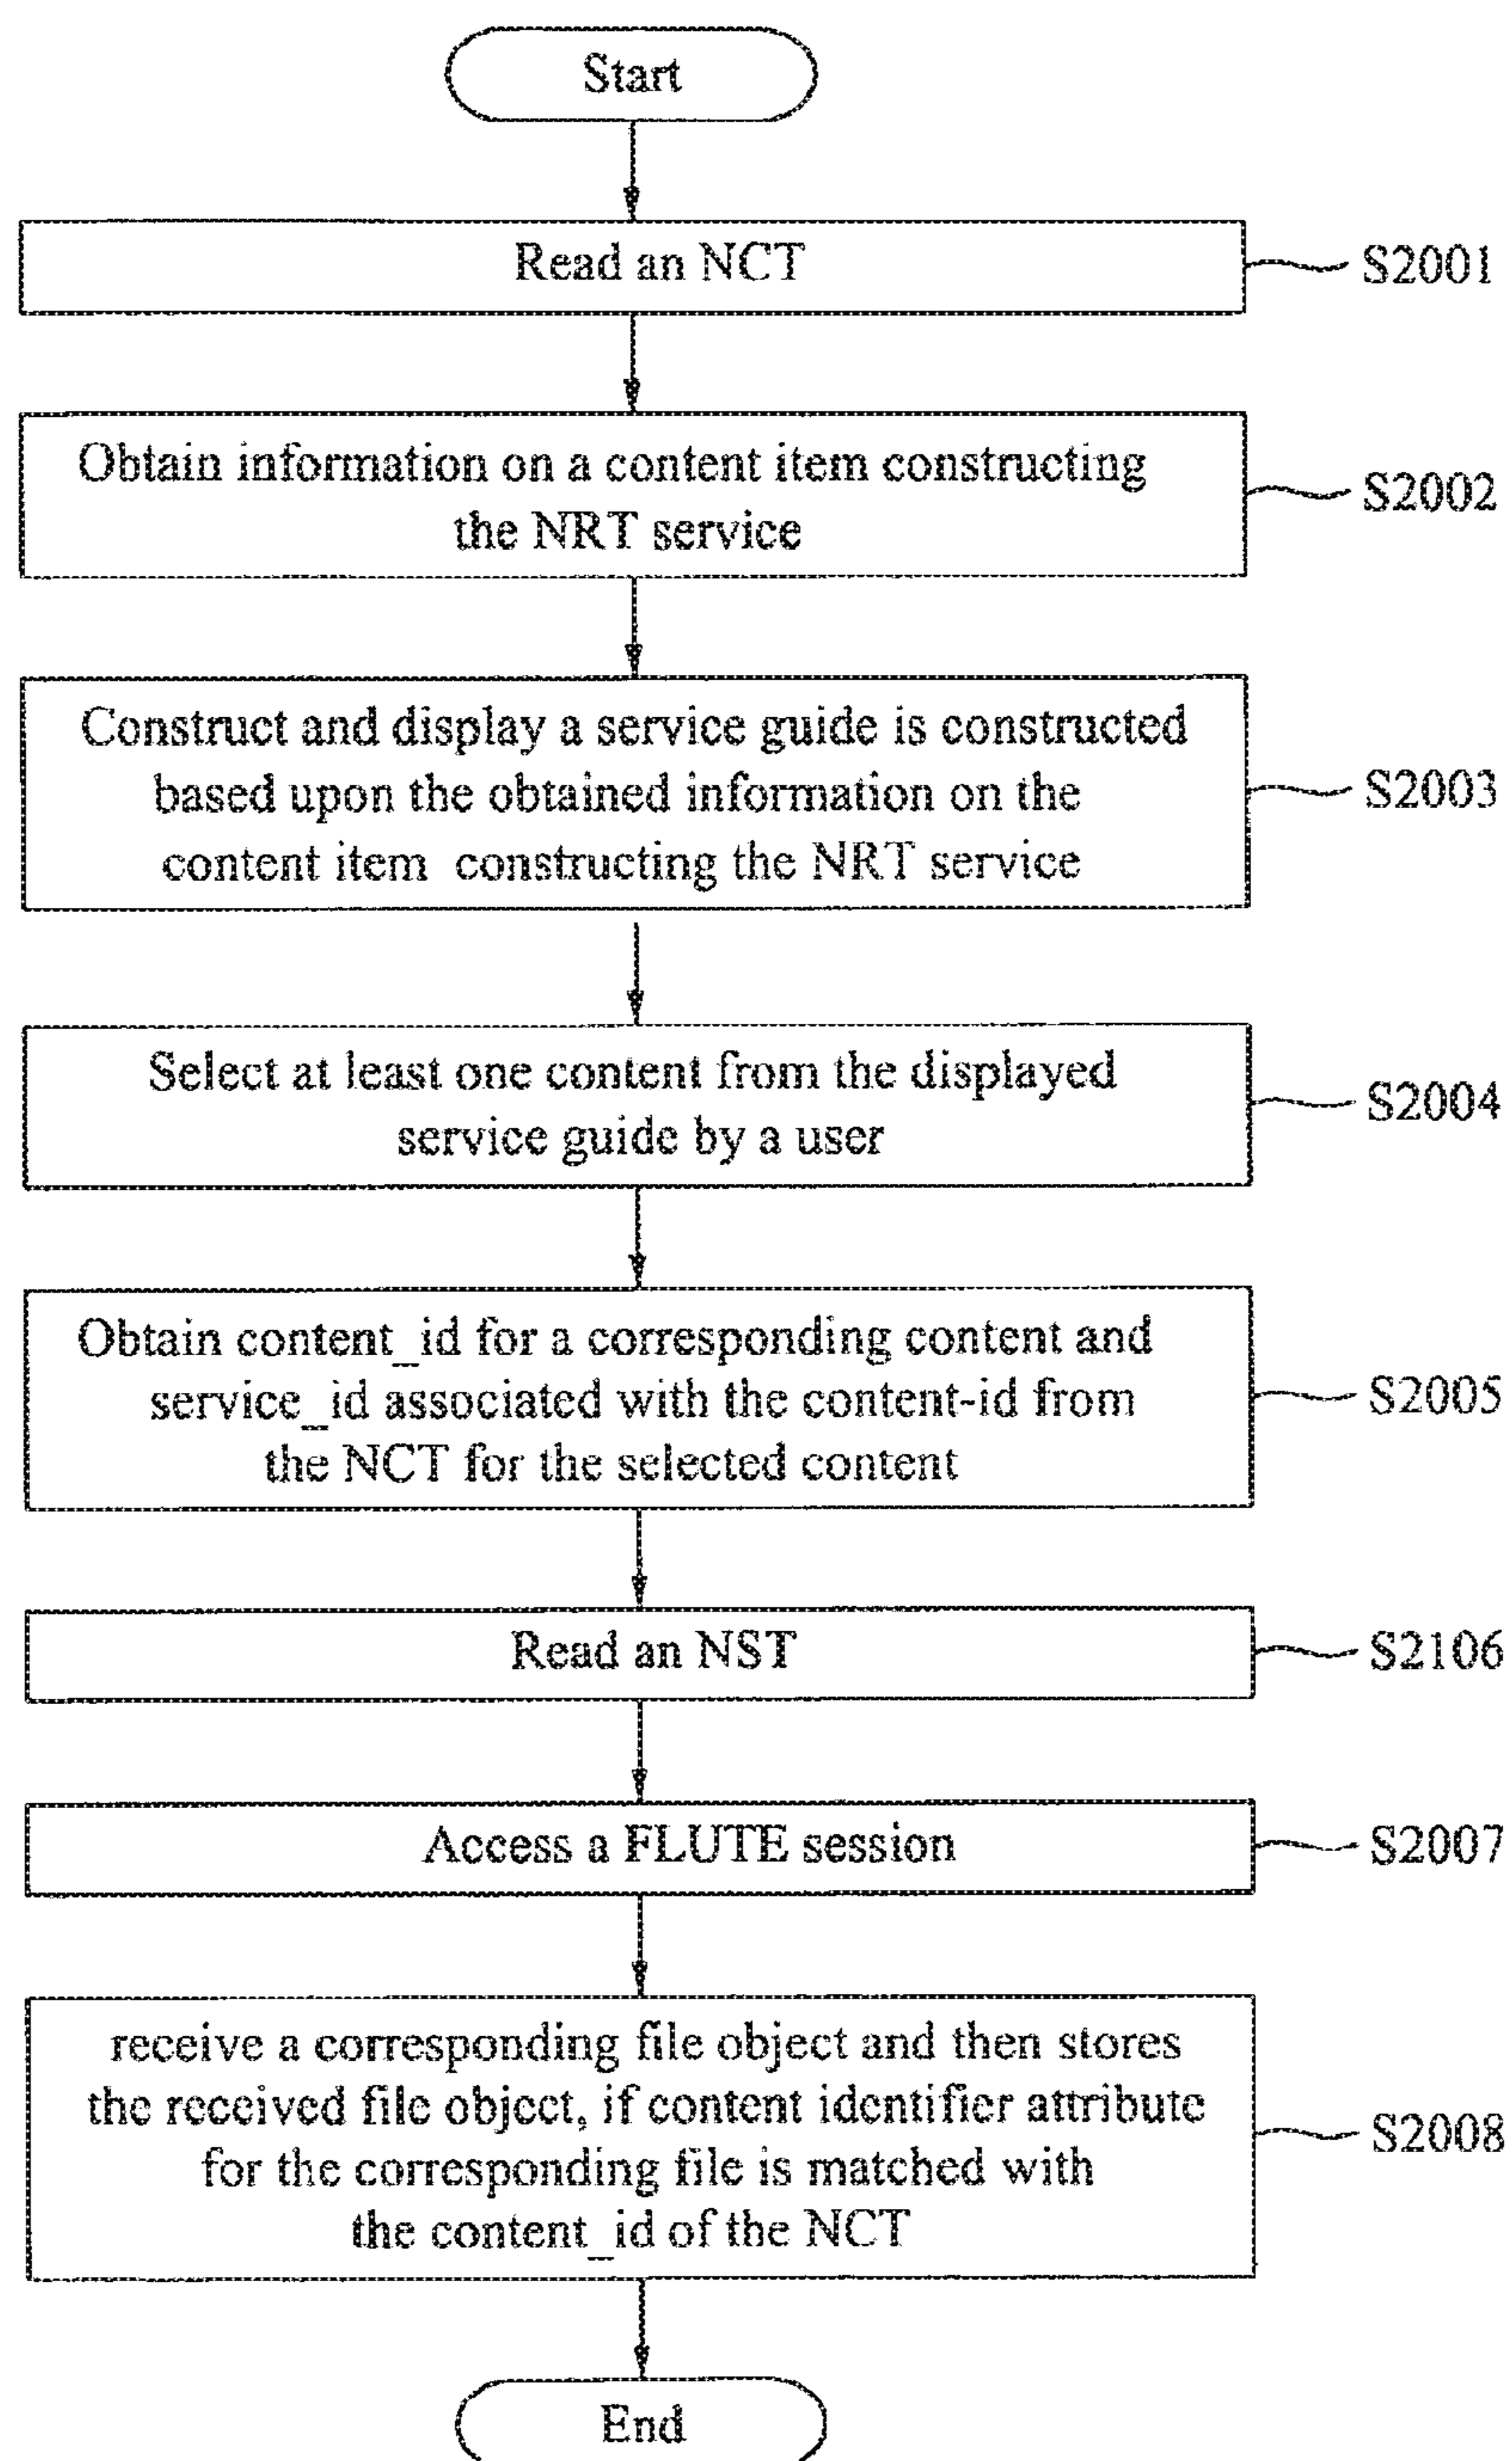 Start
Read an NCT
S2001
Obtain information on a content item constructing
the NRT service
S2002
Construct and display a service guide is constructed
based upon the obtained information on the
content item constructing the NRT service
S2003
Select at least one content from the displayed
service guide by a user
S2004
Obtain content_id for a corresponding content and
service_id associated with the content-id from
the NCT for the selected content
S2005
Read an NST
S2106
Access a FLUTE session
S2007
receive a corresponding file object and then stores
the received file object, if content identifier attribute
for the corresponding file is matched with
the content_id of the NCT
S2008
End